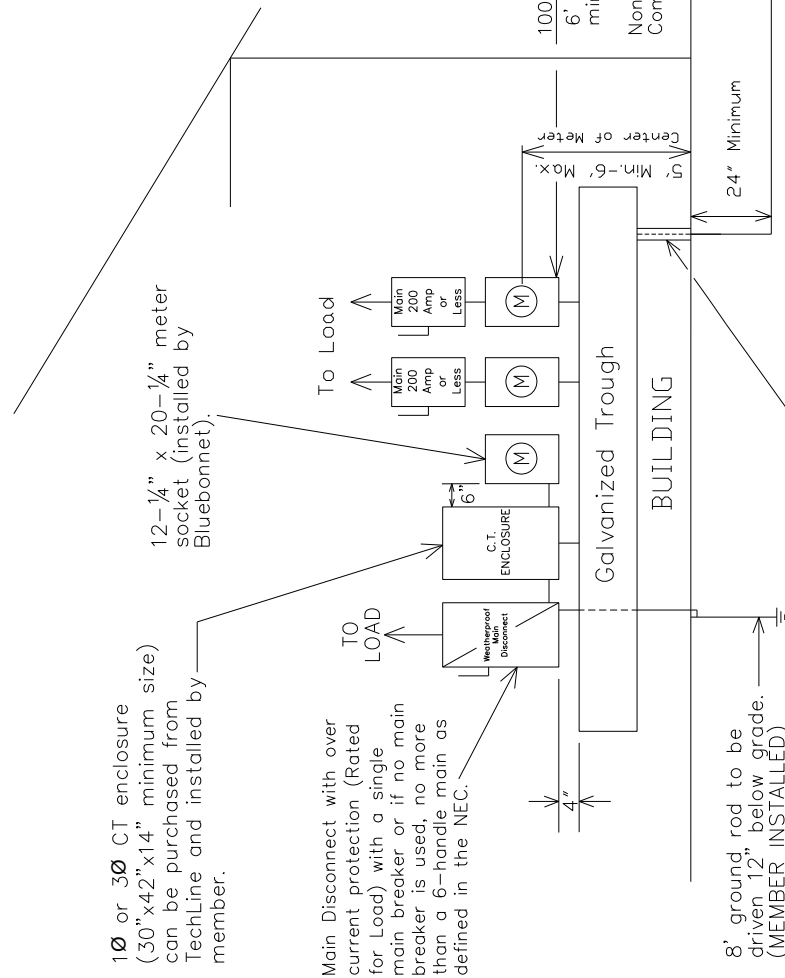 1Ø or 3Ø CT enclosure
(30"x42"x14" minimum size)
can be purchased from
TechLine and installed by
member.
12-1/4" x 20-1/4" meter
socket (installed by
Bluebonnet).
Main Disconnect with over
current protection (Rated
for Load) with a single
main breaker or if no main
breaker is used, no more
than a 6-handle main as
defined in the NEC.
TO
LOAD
To Load
Weatherproof
Main
Disconnect
C.T.
ENCLOSURE
6"
M
M
M
Main
200
Amp
or
Less
Main
200
Amp
or
Less
4"
Galvanized Trough
BUILDING
5' Min.-6' Max.
Center of Meter
24" Minimum
100
6'
min
Non
Com
8' ground rod to be
driven 12" below grade.
(MEMBER INSTALLED)